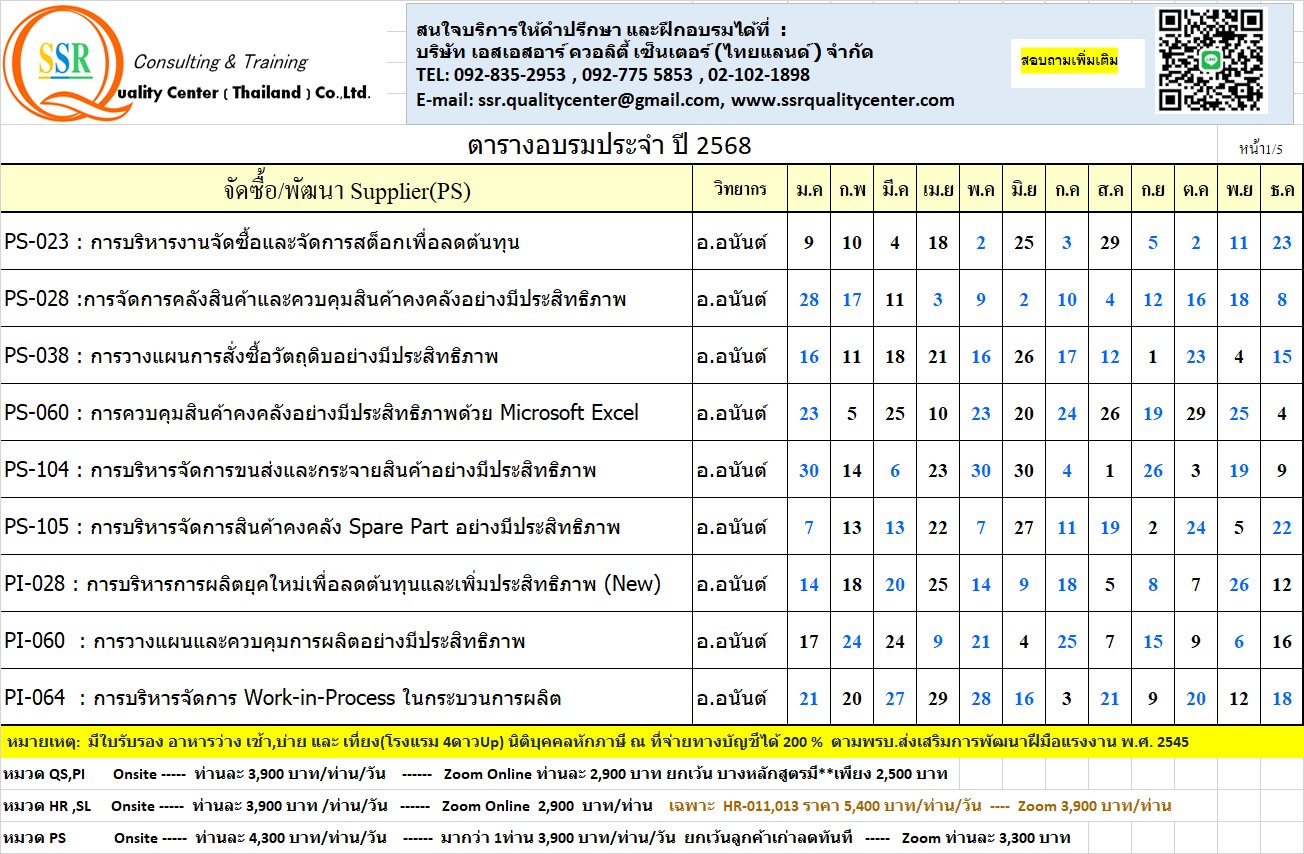 SSR
Consulting & Training
uality Center ( Thailand ) Co.,Ltd.
สนใจบริการให้คำปรึกษา และฝึกอบรมได้ที่ :
บริษัท เอสเอสอาร์ ควอลิตี้ เซ็นเตอร์ (ไทยแลนด์ ) จำกัด
TEL: 092-835-2953 , 092-775 5853 , 02-102-1898
E-mail: ssr.qualitycenter@gmail.com, www.ssrqualitycenter.com
สอบถามเพิ่มเติม
LINE
ตารางอบรมประจำ ปี 2568
หน้า1/5
จัดซื้อ/พัฒนา Supplier(PS) วิทยากร ม.ค ก.พ มี.ค เม.ย พ.ค มิ.ย ก.ค ส.ค ก.ย ต.ค พ.ย ธ.ค
PS-023 : การบริหารงานจัดซื้อและจัดการสต็อกเพื่อลดต้นทุน อ.อนันต์ 9 10 4 18 2 25 3 29 5 2 11 23
PS-028 :การจัดการคลังสินค้าและควบคุมสินค้าคงคลังอย่างมีประสิทธิภาพ อ.อนันต์ 28 17 11 3 9 2 10 4 12 16 18 8
PS-038 : การวางแผนการสั่งซื้อวัตถุดิบอย่างมีประสิทธิภาพ อ.อนันต์ 16 11 18 21 16 26 17 12 1 23 4 15
PS-060 : การควบคุมสินค้าคงคลังอย่างมีประสิทธิภาพด้วย Microsoft Excel อ.อนันต์ 23 5 25 10 23 20 24 26 19 29 25 4
PS-104 : การบริหารจัดการขนส่งและกระจายสินค้าอย่างมีประสิทธิภาพ อ.อนันต์ 30 14 6 23 30 30 4 1 26 3 19 9
PS-105 : การบริหารจัดการสินค้าคงคลัง Spare Part อย่างมีประสิทธิภาพ อ.อนันต์ 7 13 13 22 7 27 11 19 2 24 5 22
PI-028 : การบริหารการผลิตยุคใหม่เพื่อลดต้นทุนและเพิ่มประสิทธิภาพ (New) อ.อนันต์ 14 18 20 25 14 9 18 5 8 7 26 12
PI-060 : การวางแผนและควบคุมการผลิตอย่างมีประสิทธิภาพ อ.อนันต์ 17 24 24 9 21 4 25 7 15 9 6 16
PI-064 : การบริหารจัดการ Work-in-Process ในกระบวนการผลิต อ.อนันต์ 21 20 27 29 28 16 3 21 9 20 12 18
หมายเหตุ: มีใบรับรอง อาหารว่าง เช้า,บ่าย และ เที่ยง(โรงแรม 4ดาวUp) นิติบุคคลหักภาษี ณ ที่จ่ายทางบัญชีได้ 200 % ตามพรบ.ส่งเสริมการพัฒนาฝีมือแรงงาน พ.ศ. 2545
หมวด QS,PI Onsite ----- ท่านละ 3,900 บาท/ท่าน/วัน ------ Zoom Online ท่านละ 2,900 บาท ยกเว้น บางหลักสูตรมี**เพียง 2,500 บาท
หมวด HR ,SL Onsite ----- ท่านละ 3,900 บาท /ท่าน/วัน ------ Zoom Online 2,900 บาท/ท่าน เฉพาะ HR-011,013 ราคา 5,400 บาท/ท่าน/วัน ---- Zoom 3,900 บาท/ท่าน
หมวด PS Onsite ----- ท่านละ 4,300 บาท/ท่าน/วัน ------ มากว่า 1ท่าน 3,900 บาท/ท่าน/วัน ยกเว้นลูกค้าเก่าลดทันที ----- Zoom ท่านละ 3,300 บาท